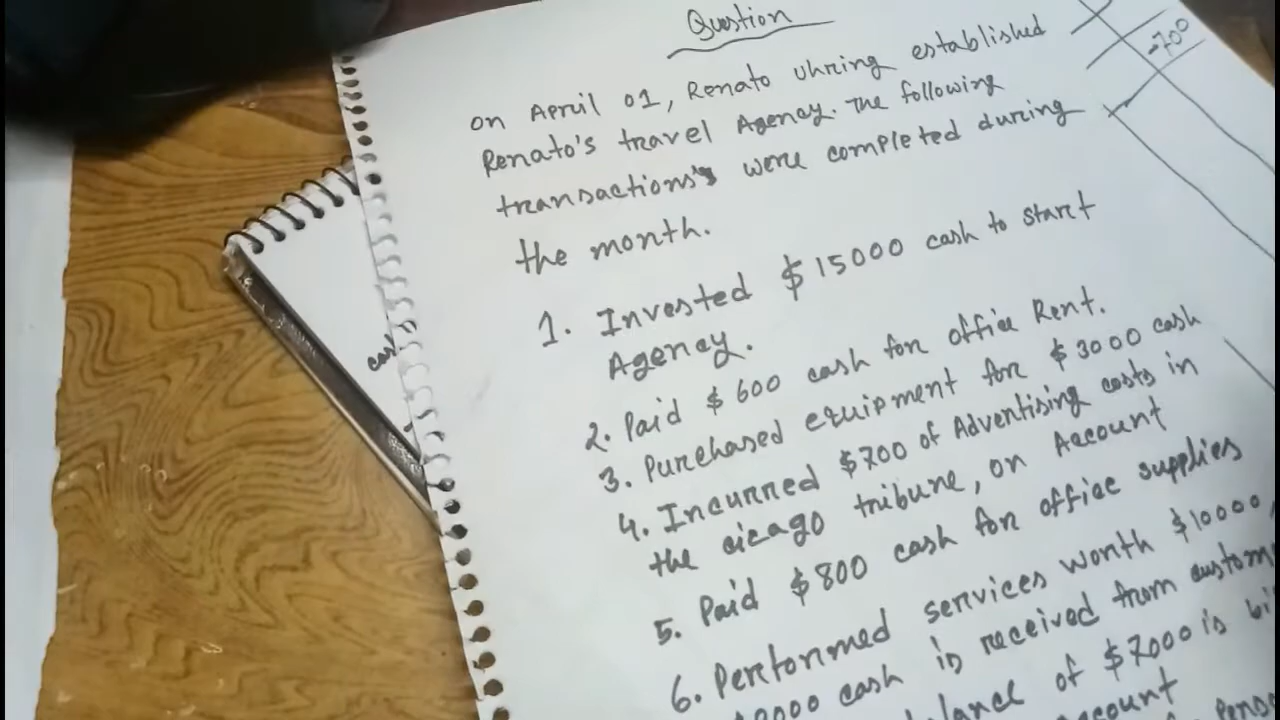 Question
on April 01, Renato uhring established
Renato's travel Agency. The following
transactions's were completed during
the month.
1. Invested $15000 cash to start
Agency.
2. Paid $600 cash for office Rent.
3. Purchased equipment for $3000 cash
4. Incurred $700 of Advertising costs in
the cicago tribune, on Account
5. Paid $800 cash for office supplies
6. Performed services worth $10000,
cash is received from
of $7000 is
account
-700